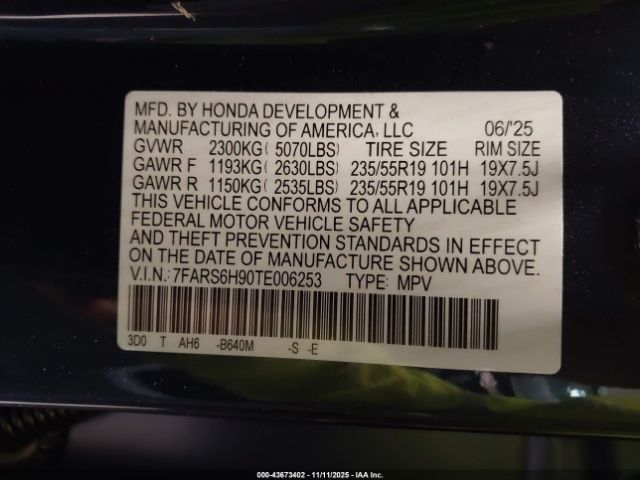 MFD. BY HONDA DEVELOPMENT &
MANUFACTURING OF AMERICA, LLC 06/'25
GVWR 2300KG( 5070LBS) TIRE SIZE RIM SIZE
GAWR F 1193KG( 2630LBS) 235/55R19 101H 19X7.5J
GAWR R 1150KG( 2535LBS) 235/55R19 101H 19X7.5J
THIS VEHICLE CONFORMS TO ALL APPLICABLE
FEDERAL MOTOR VEHICLE SAFETY
AND THEFT PREVENTION STANDARDS IN EFFECT
ON THE DATE OF MANUFACTURE SHOWN ABOVE.
V.I.N.:7FARS6H90TE006253 TYPE: MPV
3D0 T AH6 -B640M -S -E
000-43673402 - 11/11/2025 - IAA Inc.